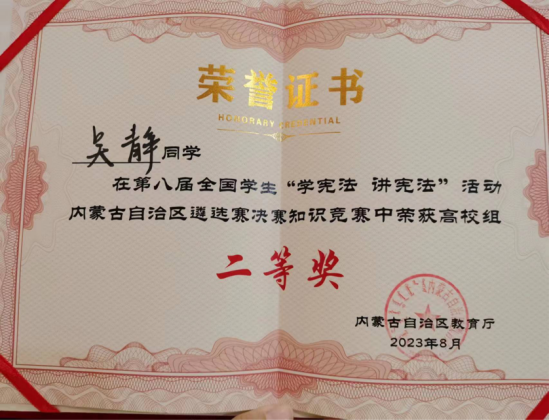 荣誉证书
HONORARY CREDENTIAL
吴静同学
在第八届全国学生“学宪法 讲宪法”活动
内蒙古自治区遴选赛决赛知识竞赛中荣获高校组
二等奖
内蒙古自治区教育厅
2023年8月